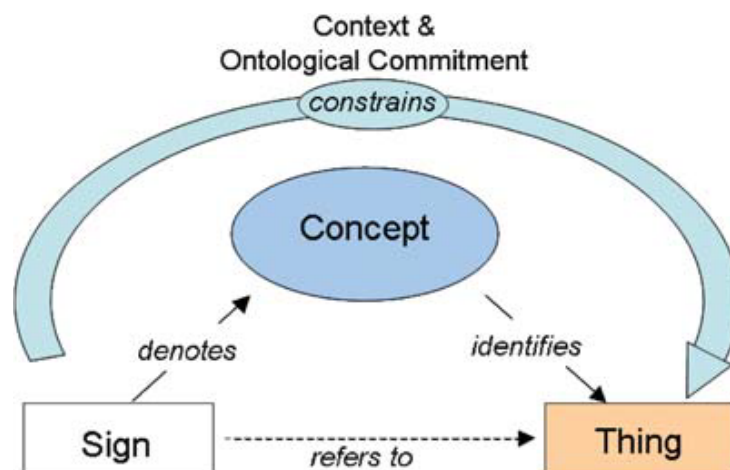 Context &
Ontological Commitment
constrains
Concept
denotes
identifies
Sign
refers to
Thing